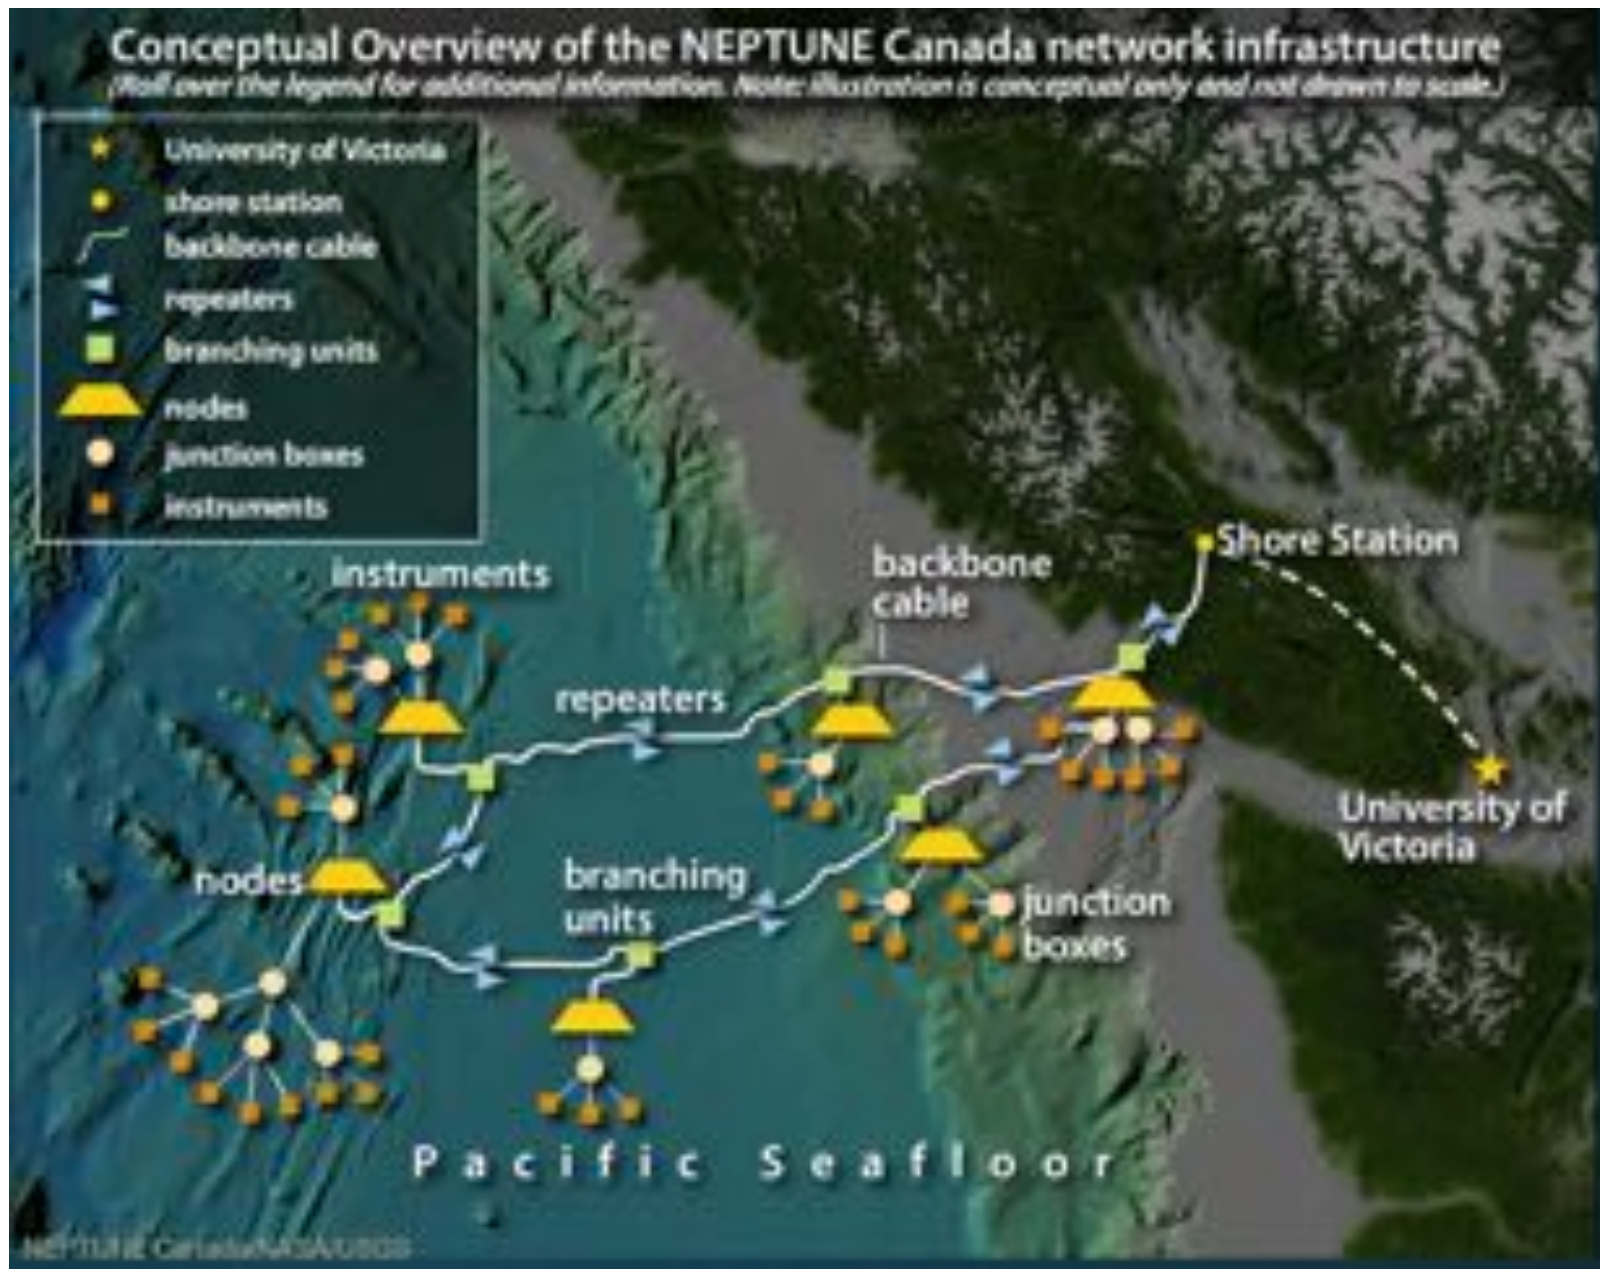 Conceptual Overview of the NEPTUNE Canada network infrastructure
(Roll over the legend for additional information. Note: illustration is conceptual only and not drawn to scale.)
University of Victoria
shore station
backbone cable
repeaters
branching units
nodes
junction boxes
instruments
Shore Station
backbone
cable
instruments
repeaters
University of
Victoria
nodes
branching
units
junction
boxes
Pacific Seafloor
NEPTUNE Canada/NASA/USGS